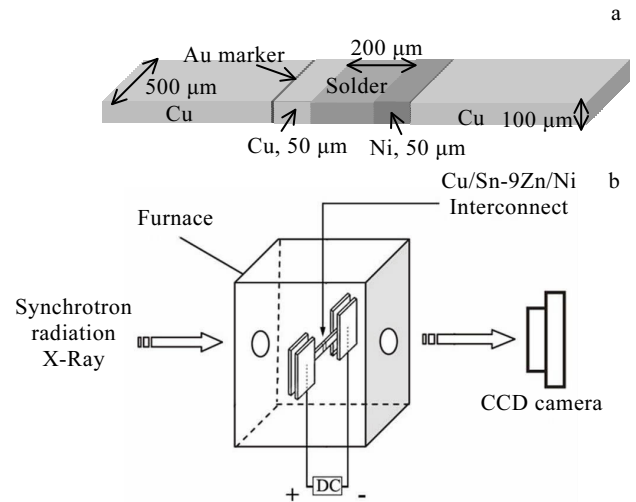 a
Au marker
200 μm
500 μm
Solder
Cu
Cu
100 μm
Cu, 50 μm
Ni, 50 μm
b
Cu/Sn-9Zn/Ni
Interconnect
Furnace
Synchrotron
radiation
X-Ray
CCD camera
+
DC
-